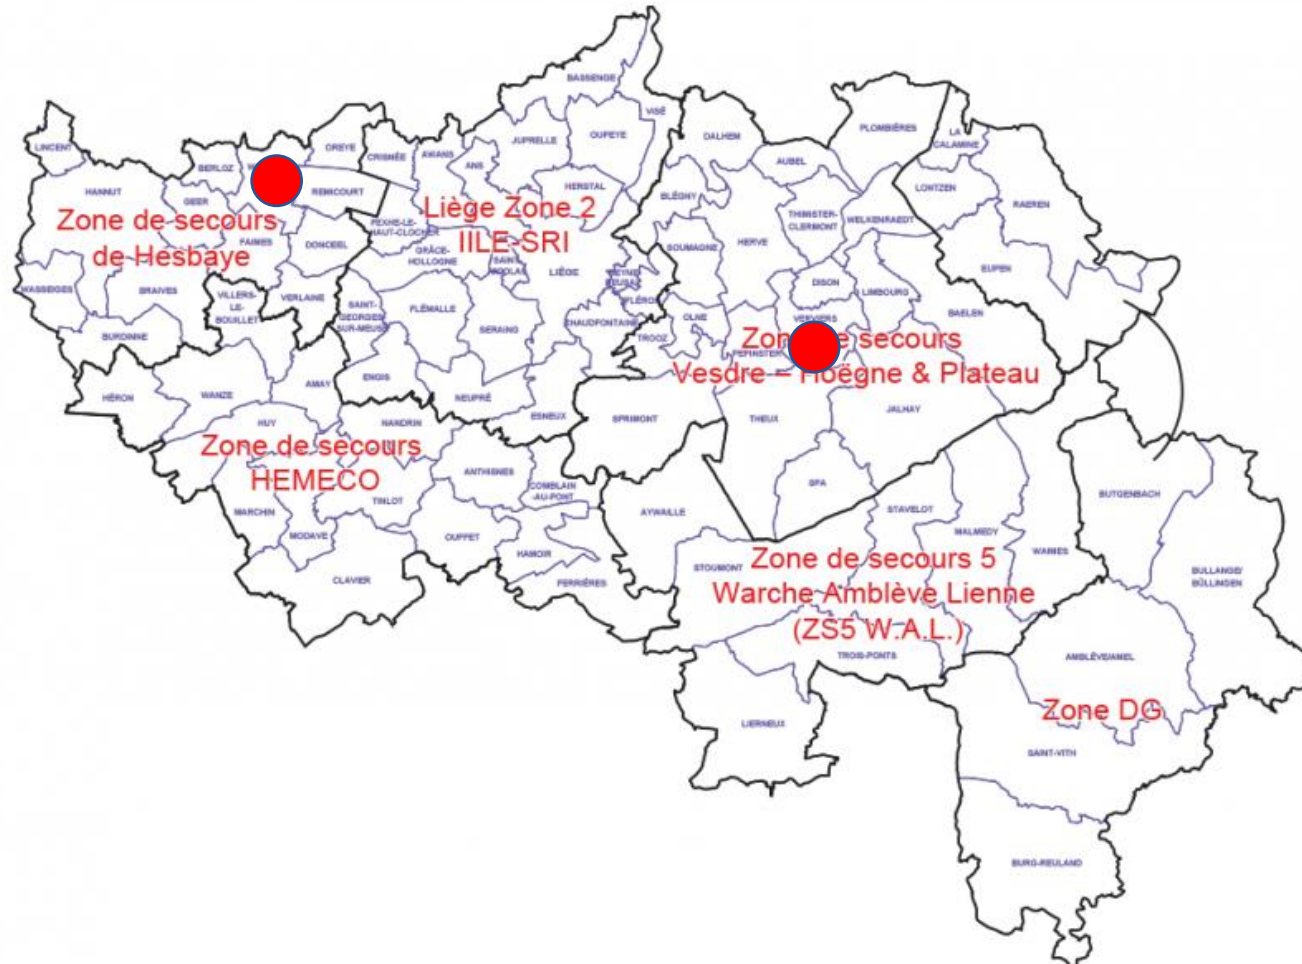 BASSENGE
VISÉ
LINCENT
BERLOZ
OREYE
CRISNÉE
AWANS
ANS
JUPRELLE
OUPEYE
DALHEM
PLOMBIÈRES
LA
CALAMINE
AUBEL
HANNUT
GEER
REMICOURT
HERSTAL
BLÉGNY
LONTZEN
RAEREN
Zone de secours
de Hesbaye
Liège Zone 2
IILE-SRI
FAIMES
DONCEEL
FEXHE-LE-
HAUT-CLOCHER
GRÂCE-
HOLLOGNE
SAINT-
NICOLAS
LIÈGE
SOUMAGNE
HERVE
THIMISTER-
CLERMONT
WELKENRAEDT
EUPEN
WASSEIGES
BRAIVES
VILLERS-
LE-
BOUILLET
VERLAINE
SAINT-
GEORGES
SUR-MEUSE
FLÉMALLE
SERAING
CHAUDFONTAINE
OLNE
TROOZ
DISON
LIMBOURG
BAELEN
VERVIERS
BURDINNE
Vesdre – Hoëgne & Plateau
HÉRON
WANZE
AMAY
ENGIS
NEUPRÉ
ESNEUX
SPRIMONT
THEUX
JALHAY
HUY
NANDRIN
Zone de secours
HEMECO
ANTHISNES
COMBLAIN
-AU-PONT
SPA
MARCHIN
TINLOT
MODAVE
OUFFET
HAMOIR
CLAVIER
FERRIÈRES
AYWAILLE
STAVELOT
MALMEDY
WAIMES
BUTGENBACH
STOUMONT
Zone de secours 5
Warche Amblève Lienne
(ZS5 W.A.L.)
BULLANGE/
BÜLLINGEN
TROIS-PONTS
AMBLÈVE/AMEL
LIERNEUX
Zone DG
SAINT-VITH
BURG-REULAND